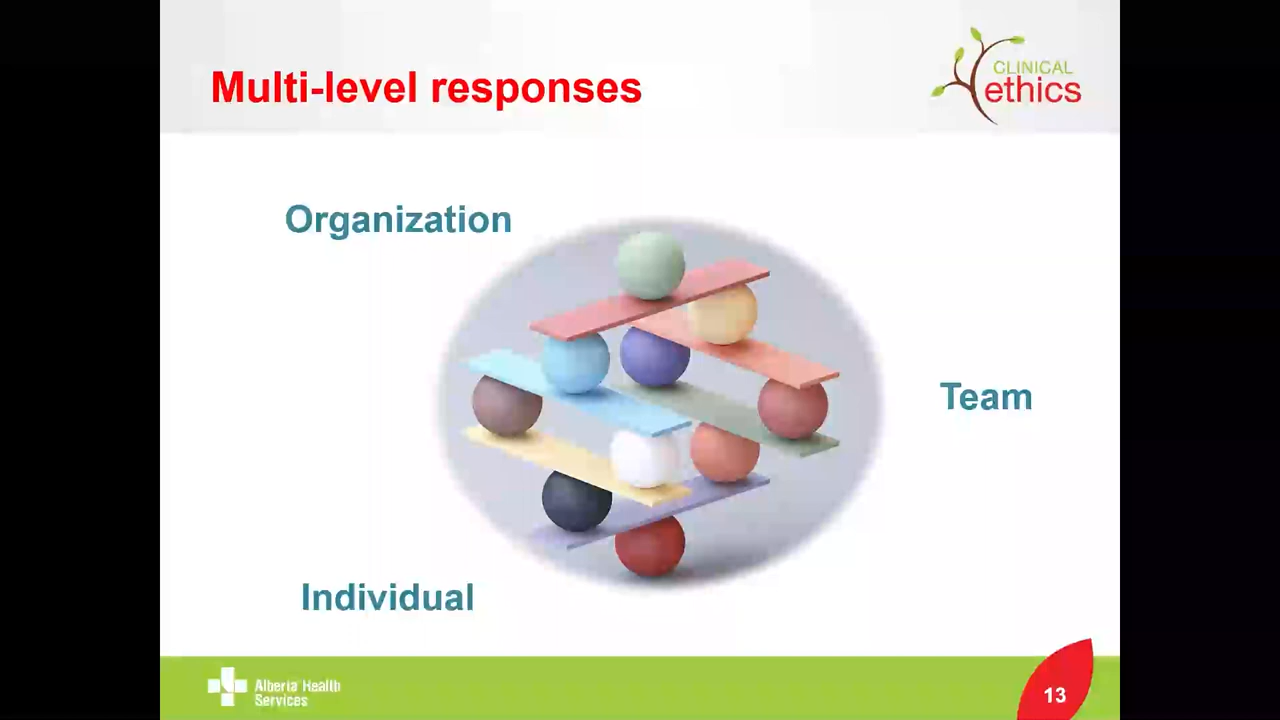 Multi-level responses
CLINICAL
ethics
Organization
Team
Individual
Alberta Health
Services
13